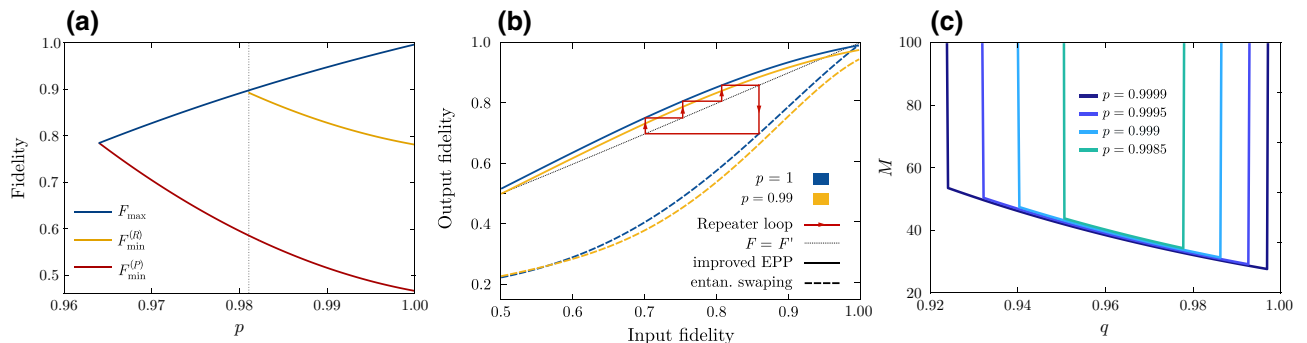 (a)
1.0
0.9
0.8
0.7
0.6
0.5
Fidelity
F_max
F_min^(R)
F_min^(P)
0.96
0.97
0.98
0.99
1.00
p
(b)
1.0
0.8
0.6
0.4
0.2
Output fidelity
p = 1
p = 0.99
Repeater loop
F = F'
improved EPP
entan. swaping
0.5
0.6
0.7
0.8
0.9
1.00
Input fidelity
(c)
100
80
60
40
20
M
p = 0.9999
p = 0.9995
p = 0.999
p = 0.9985
0.92
0.94
0.96
0.98
1.00
q